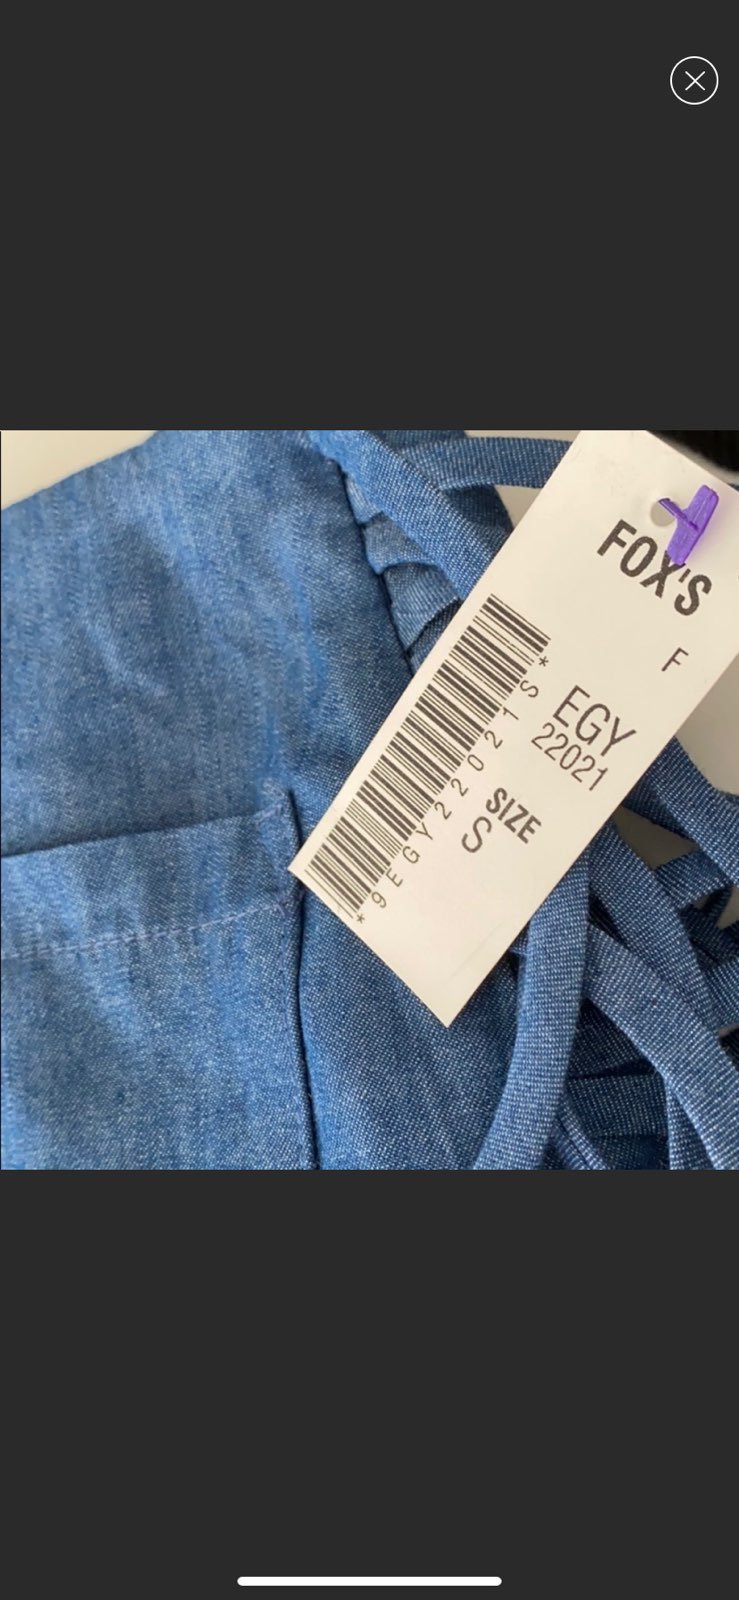 FOX'S
F
EGY
22021
SIZE
S
*9EGY22021S*